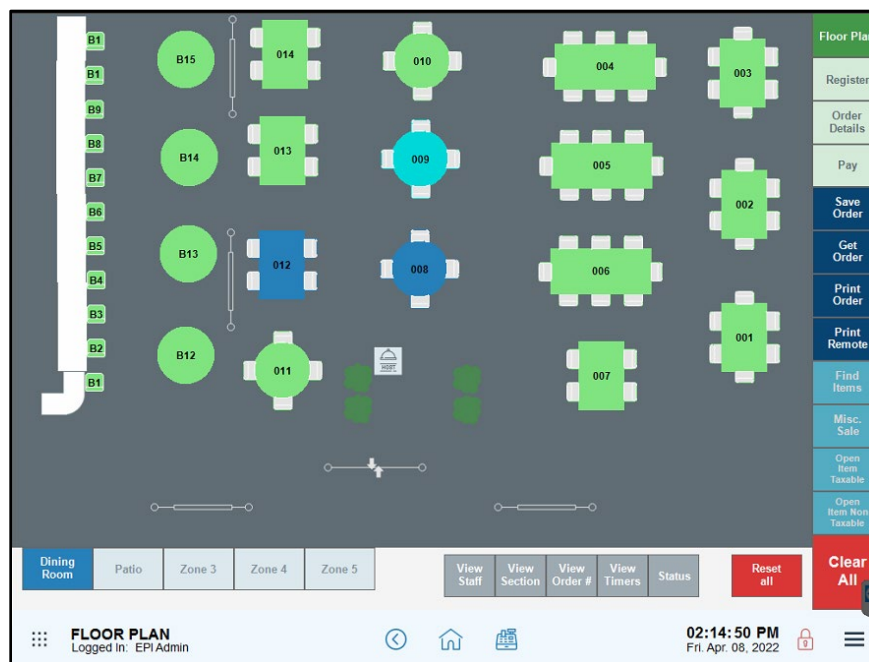 B1
B1
B9
B8
B7
B6
B5
B4
B3
B2
B1
B15
B14
B13
B12
014
013
012
011
010
009
008
HOST
004
005
006
007
003
002
001
Floor Plan
Register
Order
Details
Pay
Save
Order
Get
Order
Print
Order
Print
Remote
Find
Items
Misc.
Sale
Open
Item
Taxable
Open
Item Non
Taxable
Clear
All
Dining
Room
Patio
Zone 3
Zone 4
Zone 5
View
Staff
View
Section
View
Order #
View
Timers
Status
Reset
all
FLOOR PLAN
Logged In: EPI Admin
02:14:50 PM
Fri. Apr. 08, 2022